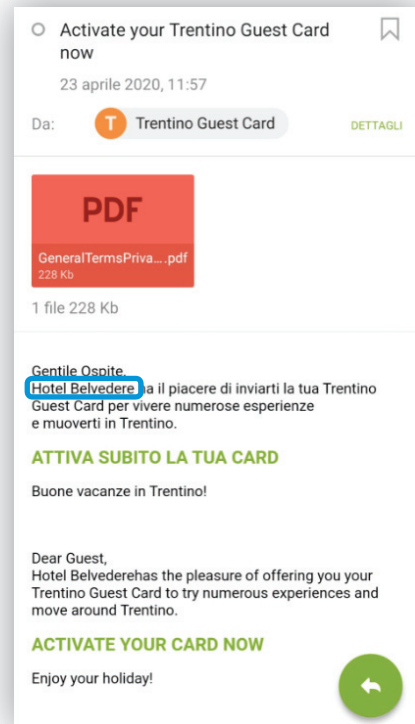 Activate your Trentino Guest Card
now
23 aprile 2020, 11:57
Da: T Trentino Guest Card DETTAGLI
PDF
GeneralTermsPriva....pdf
228 Kb
1 file 228 Kb
Gentile Ospite,
Hotel Belvedere ha il piacere di inviarti la tua Trentino
Guest Card per vivere numerose esperienze
e muoverti in Trentino.
ATTIVA SUBITO LA TUA CARD
Buone vacanze in Trentino!
Dear Guest,
Hotel Belvederehas the pleasure of offering you your
Trentino Guest Card to try numerous experiences and
move around Trentino.
ACTIVATE YOUR CARD NOW
Enjoy your holiday!